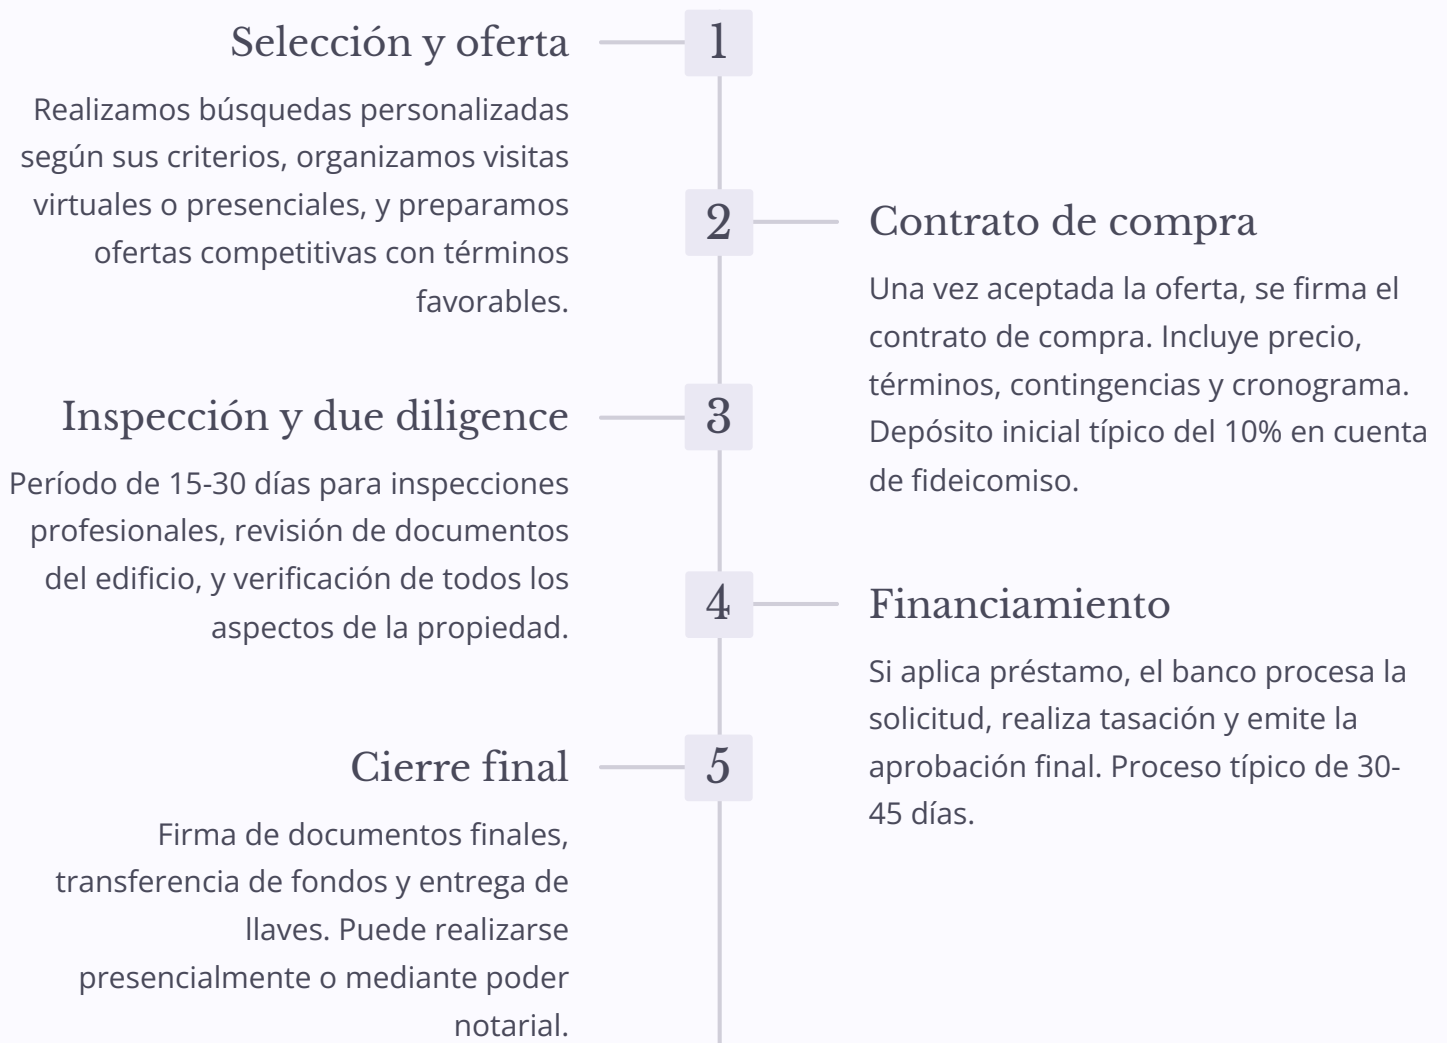 Selección y oferta
1
Realizamos búsquedas personalizadas
según sus criterios, organizamos visitas
virtuales o presenciales, y preparamos
ofertas competitivas con términos
favorables.
2
Contrato de compra
Una vez aceptada la oferta, se firma el
contrato de compra. Incluye precio,
términos, contingencias y cronograma.
Depósito inicial típico del 10% en cuenta
de fideicomiso.
Inspección y due diligence
3
Período de 15-30 días para inspecciones
profesionales, revisión de documentos
del edificio, y verificación de todos los
aspectos de la propiedad.
4
Financiamiento
Si aplica préstamo, el banco procesa la
solicitud, realiza tasación y emite la
aprobación final. Proceso típico de 30-
45 días.
Cierre final
5
Firma de documentos finales,
transferencia de fondos y entrega de
llaves. Puede realizarse
presencialmente o mediante poder
notarial.